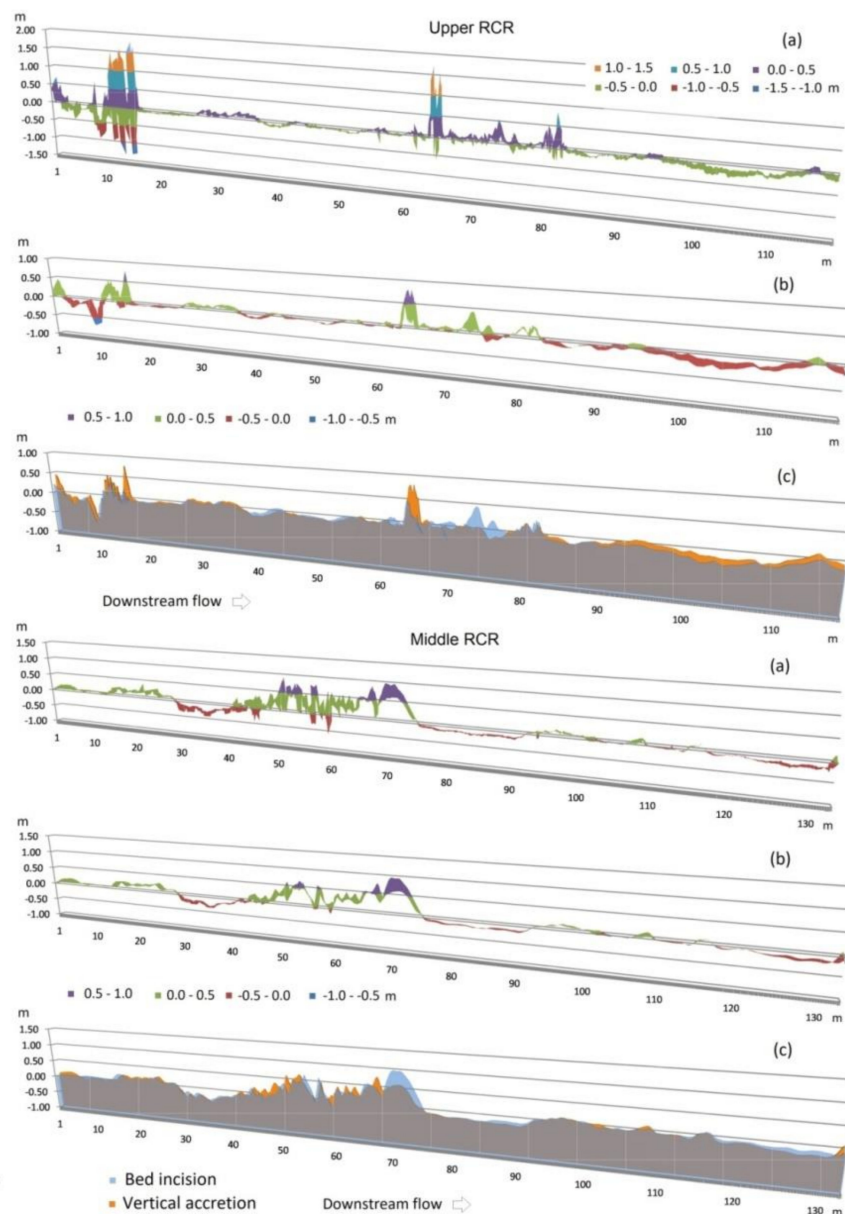 Upper RCR
m
(a)
2.00
1.50
1.00
0.50
0.00
-0.50
-1.00
-1.50
1.0 - 1.5 0.5 - 1.0 0.0 - 0.5
-0.5 - 0.0 -1.0 - -0.5 -1.5 - -1.0 m
1 10 20 30 40 50 60 70 80 90 100 110
m
m
(b)
1.00
0.50
0.00
-0.50
-1.00
1 10 20 30 40 50 60 70 80 90 100 110
m
0.5 - 1.0 0.0 - 0.5 -0.5 - 0.0 -1.0 - -0.5 m
m
(c)
1.00
0.50
0.00
-0.50
-1.00
1 10 20 30 40 50 60 70 80 90 100 110
m
Downstream flow
Middle RCR
m
(a)
1.50
1.00
0.50
0.00
-0.50
-1.00
1 10 20 30 40 50 60 70 80 90 100 110 120 130 m
m
(b)
1.50
1.00
0.50
0.00
-0.50
-1.00
1 10 20 30 40 50 60 70 80 90 100 110 120 130 m
0.5 - 1.0 0.0 - 0.5 -0.5 - 0.0 -1.0 - -0.5 m
m
(c)
1.50
1.00
0.50
0.00
-0.50
-1.00
1 10 20 30 40 50 60 70 80 90 100 110 120 130 m
Bed incision
Vertical accretion Downstream flow